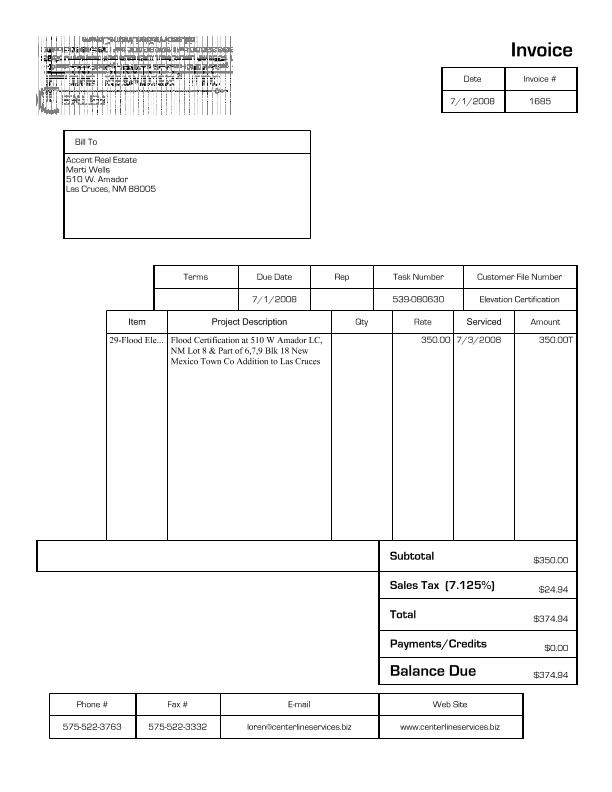 Invoice
Date Invoice #
7/1/2008 1685
Bill To
Accent Real Estate
Marti Wells
510 W. Amador
Las Cruces, NM 88005
Terms Due Date Rep Task Number Customer File Number
7/1/2008 539-080630 Elevation Certification
Item Project Description Qty Rate Serviced Amount
29-Flood Ele... Flood Certification at 510 W Amador LC, 350.00 7/3/2008 350.00T
NM Lot 8 & Part of 6,7,9 Blk 18 New
Mexico Town Co Addition to Las Cruces
Subtotal $350.00
Sales Tax (7.125%) $24.94
Total $374.94
Payments/Credits $0.00
Balance Due $374.94
Phone # Fax # E-mail Web Site
575-522-3763 575-522-3332 loren@centerlineservices.biz www.centerlineservices.biz